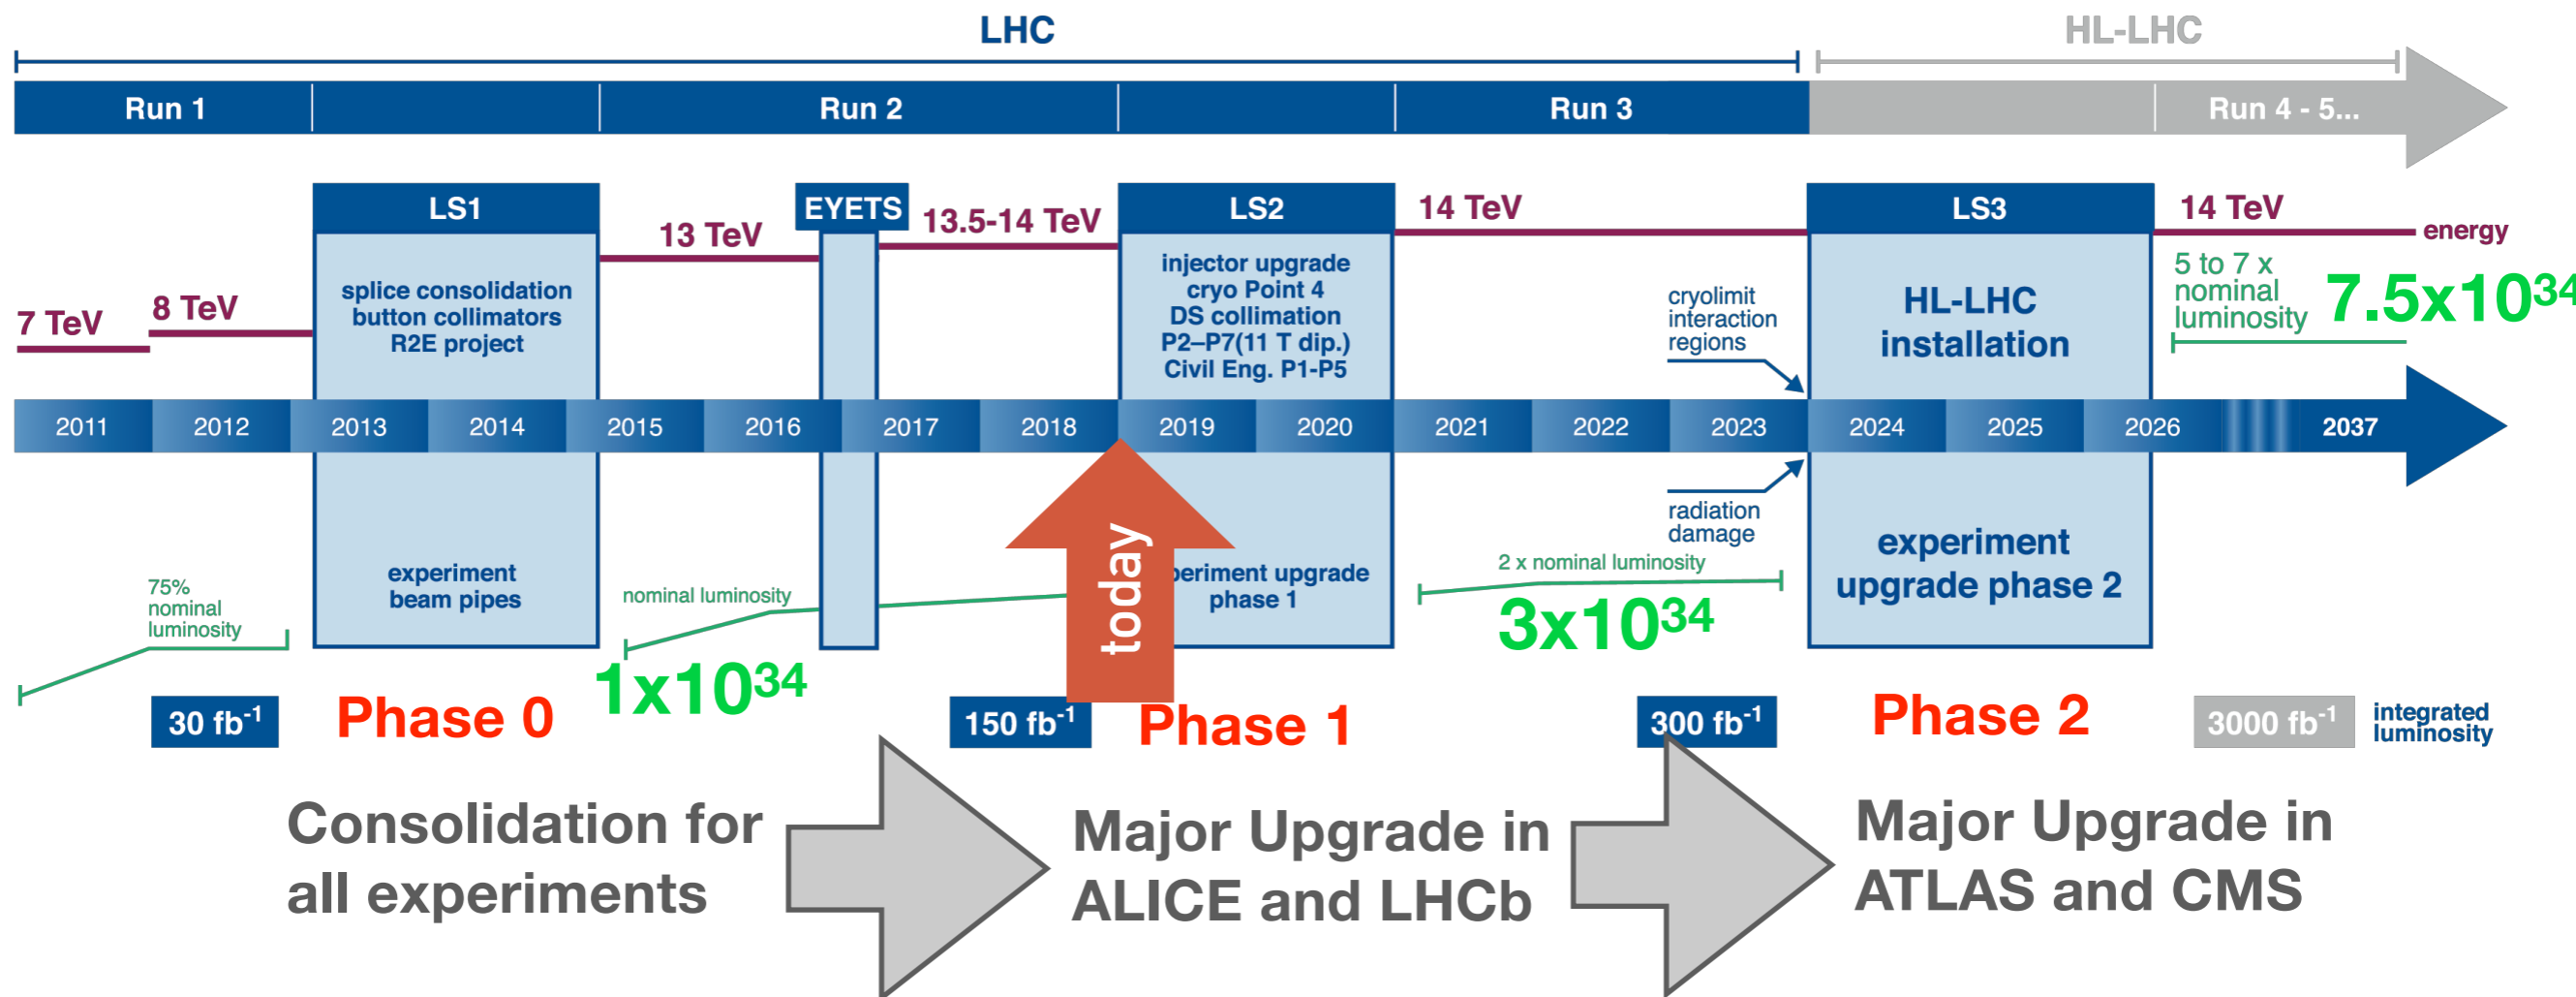 LHC
HL-LHC
Run 1
Run 2
Run 3
Run 4 - 5...
LS1
EYETS
LS2
LS3
7 TeV
8 TeV
13 TeV
13.5-14 TeV
14 TeV
14 TeV
energy
splice consolidation
button collimators
R2E project
injector upgrade
cryo Point 4
DS collimation
P2–P7(11 T dip.)
Civil Eng. P1-P5
cryolimit
interaction
regions
HL-LHC
installation
5 to 7 x
nominal
luminosity
7.5x10³⁴
2011
2012
2013
2014
2015
2016
2017
2018
2019
2020
2021
2022
2023
2024
2025
2026
2037
75%
nominal
luminosity
experiment
beam pipes
nominal luminosity
1x10³⁴
today
periment upgrade
phase 1
2 x nominal luminosity
3x10³⁴
radiation
damage
experiment
upgrade phase 2
30 fb⁻¹
Phase 0
150 fb⁻¹
Phase 1
300 fb⁻¹
Phase 2
3000 fb⁻¹
integrated
luminosity
Consolidation for
all experiments
Major Upgrade in
ALICE and LHCb
Major Upgrade in
ATLAS and CMS